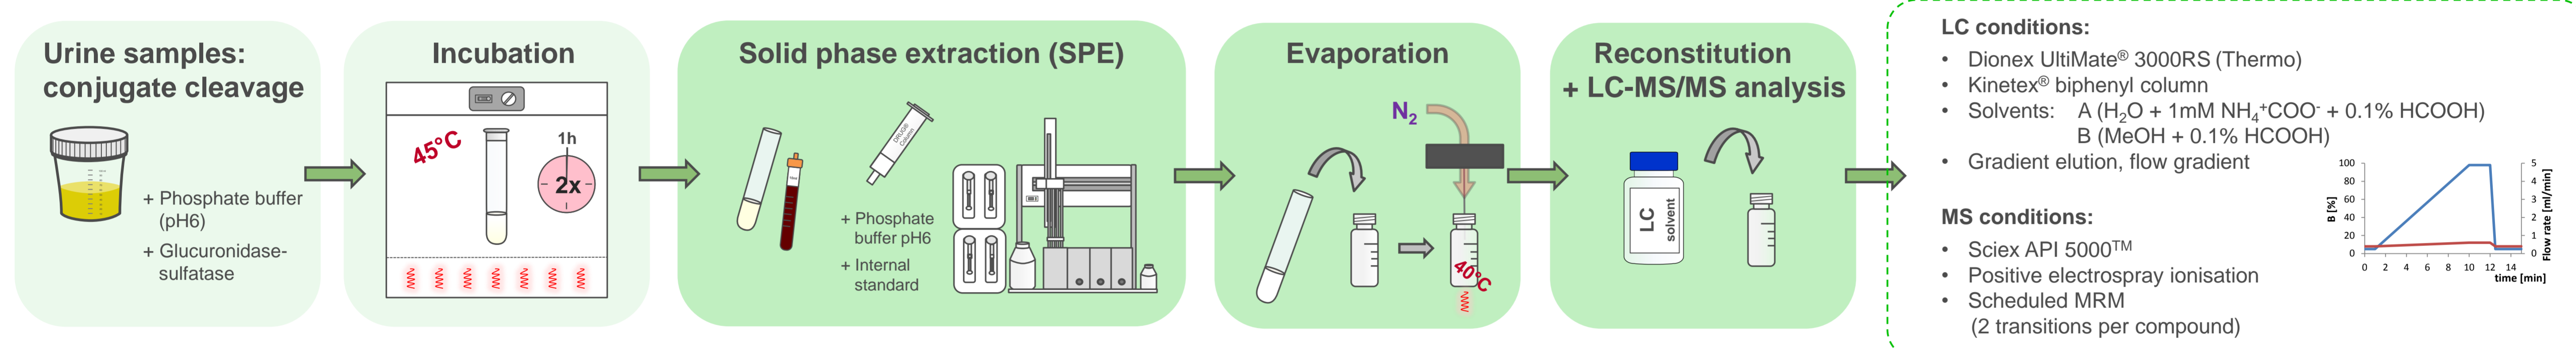 Urine samples:
conjugate cleavage
+ Phosphate buffer
(pH6)
+ Glucuronidase-
sulfatase
Incubation
45°C
1h
2x
Solid phase extraction (SPE)
DRUG®
Column
+ Phosphate
buffer pH6
+ Internal
standard
Evaporation
N₂
40°C
Reconstitution
+ LC-MS/MS analysis
LC
solvent
LC conditions:
• Dionex UltiMate® 3000RS (Thermo)
• Kinetex® biphenyl column
• Solvents: A (H₂O + 1mM NH₄⁺COO⁻ + 0.1% HCOOH)
B (MeOH + 0.1% HCOOH)
• Gradient elution, flow gradient
MS conditions:
• Sciex API 5000™
• Positive electrospray ionisation
• Scheduled MRM
(2 transitions per compound)
B [%]
100
80
60
40
20
0
5
4
3
2
1
0
Flow rate [ml/min]
0 2 4 6 8 10 12 14
time [min]